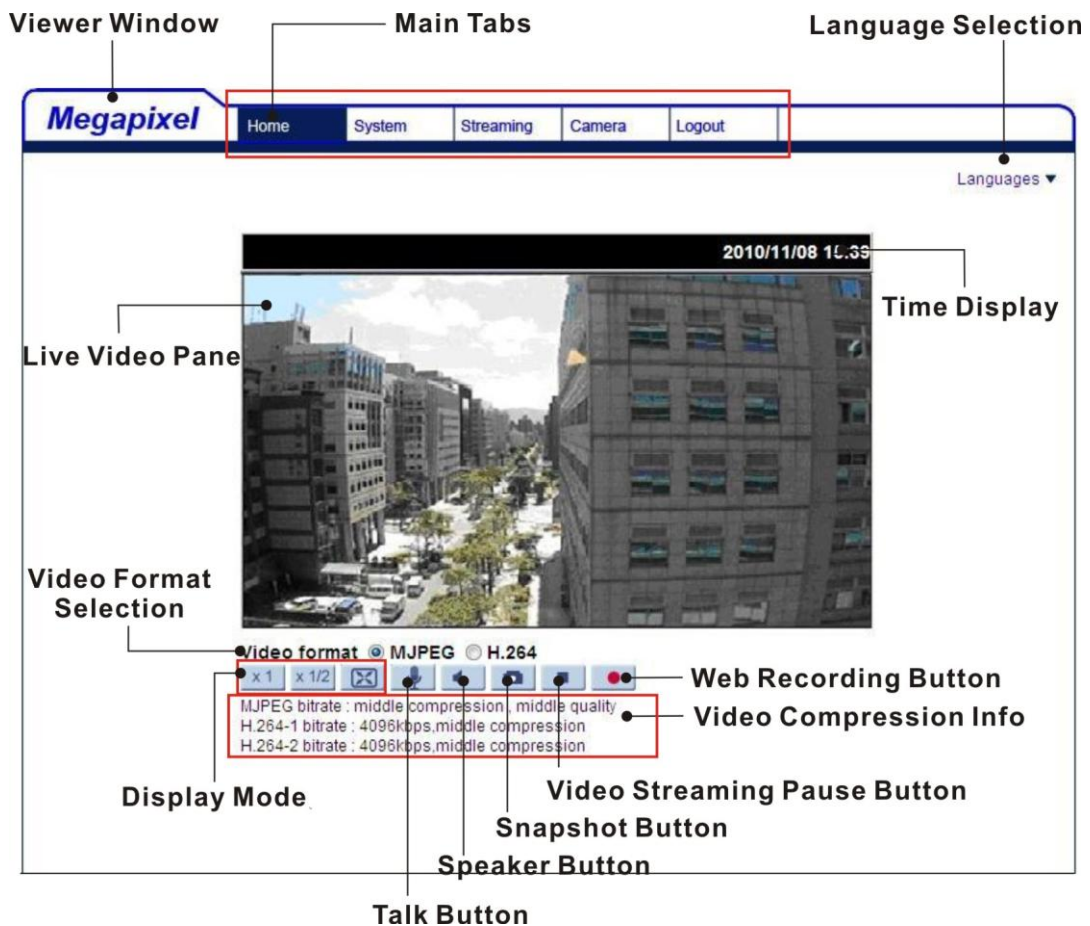 Viewer Window
Main Tabs
Language Selection
Megapixel
Home
System
Streaming
Camera
Logout
Languages ▼
2010/11/08
Time Display
Live Video Pane
Video Format
Selection
Video format MJPEG H.264
x 1
x 1/2
Web Recording Button
MJPEG bitrate : middle compression , middle quality
Video Compression Info
H.264-1 bitrate : 4096kbps,middle compression
H.264-2 bitrate : 4096kbps,middle compression
Display Mode
Video Streaming Pause Button
Snapshot Button
Speaker Button
Talk Button